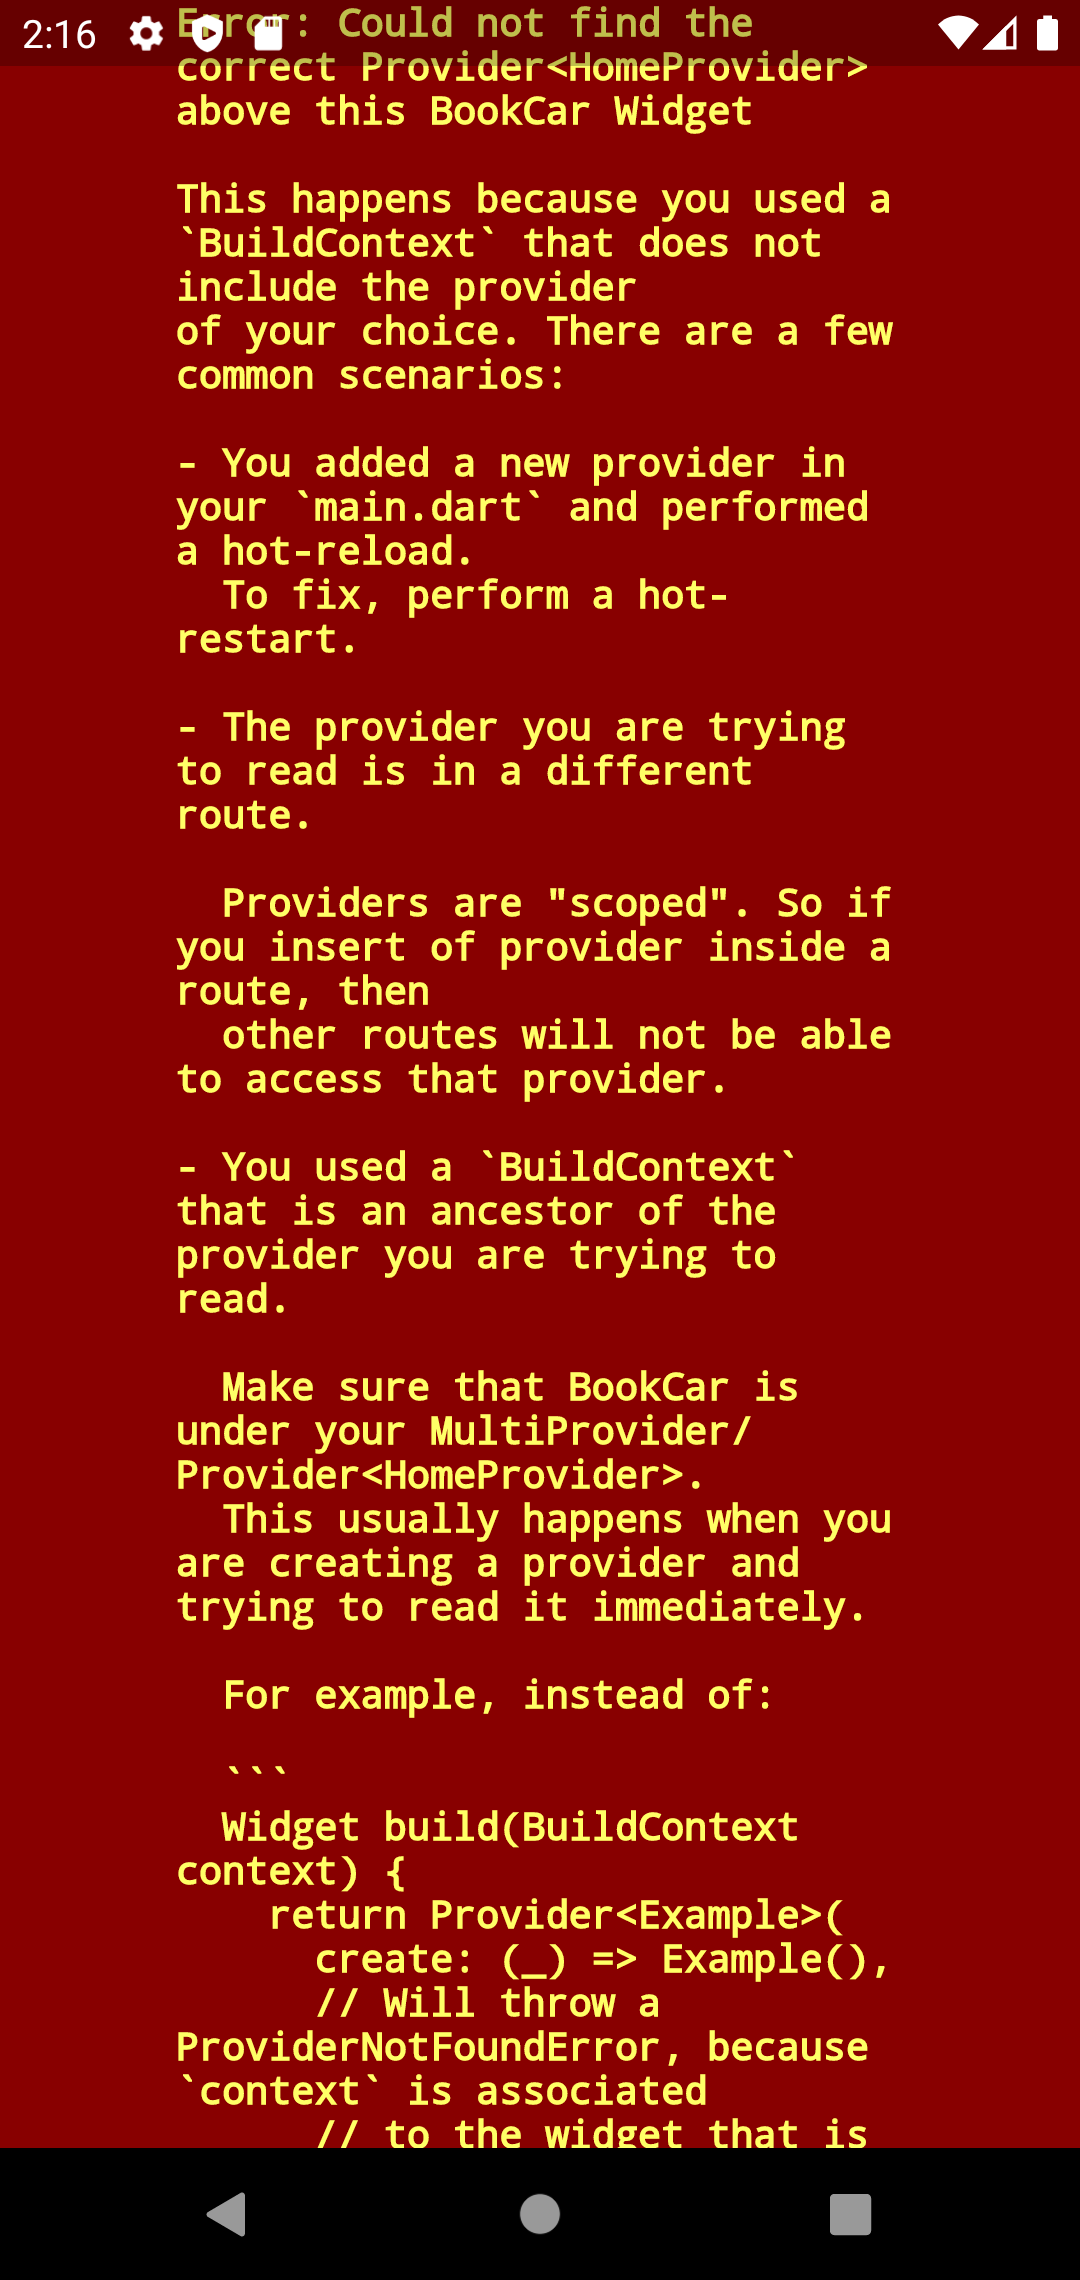 2:16
Error: Could not find the
correct Provider<HomeProvider>
above this BookCar Widget
This happens because you used a
`BuildContext` that does not
include the provider
of your choice. There are a few
common scenarios:
- You added a new provider in
your `main.dart` and performed
a hot-reload.
To fix, perform a hot-
restart.
- The provider you are trying
to read is in a different
route.
Providers are "scoped". So if
you insert of provider inside a
route, then
other routes will not be able
to access that provider.
- You used a `BuildContext`
that is an ancestor of the
provider you are trying to
read.
Make sure that BookCar is
under your MultiProvider/
Provider<HomeProvider>.
This usually happens when you
are creating a provider and
trying to read it immediately.
For example, instead of:
```
Widget build(BuildContext
context) {
return Provider<Example>(
create: (_) => Example(),
// Will throw a
ProviderNotFoundError, because
`context` is associated
// to the widget that is